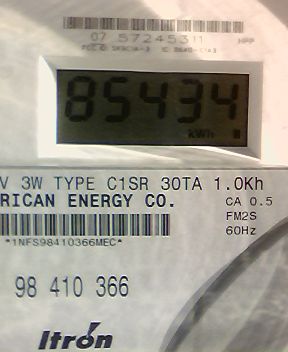 07 57245311
85434
kWh
V 3W TYPE C1SR 30TA 1.0Kh
RICAN ENERGY CO.
CA 0.5
FM2S
60Hz
*1NFS98410366MEC*
98 410 366
Itrón